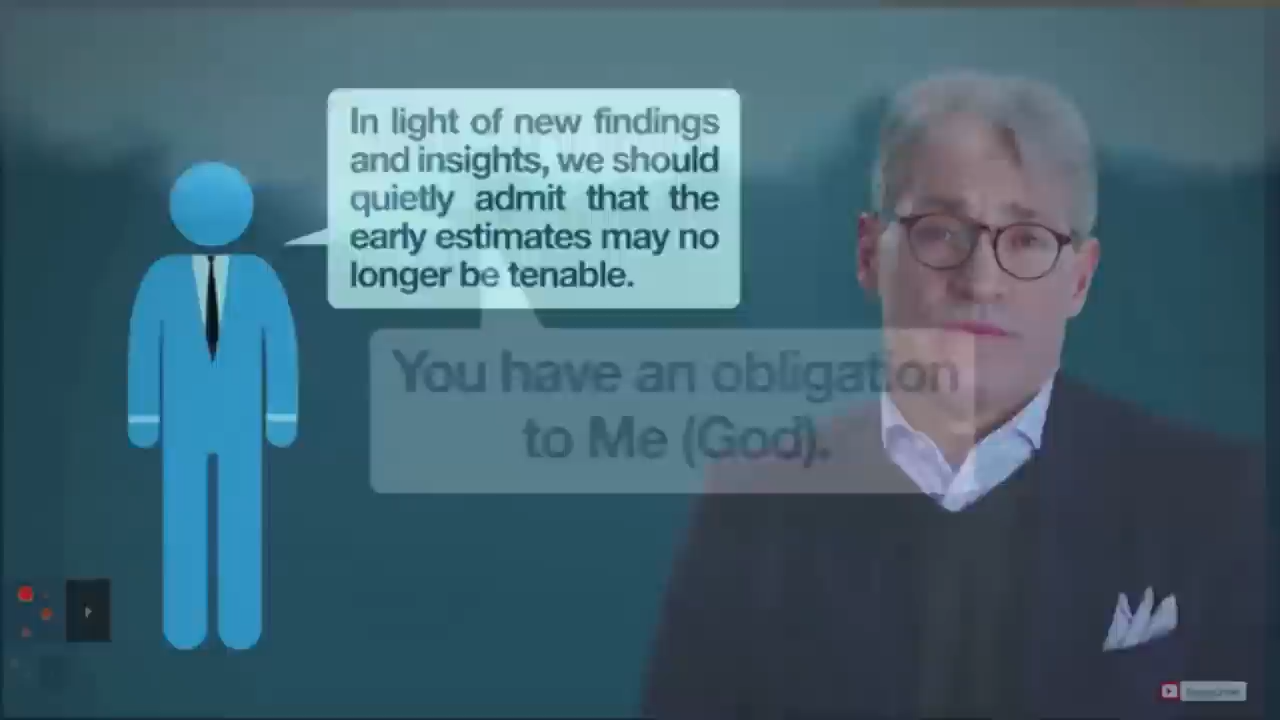 In light of new findings
and insights, we should
quietly admit that the
early estimates may no
longer be tenable.
You have an obligation
to Me (God).